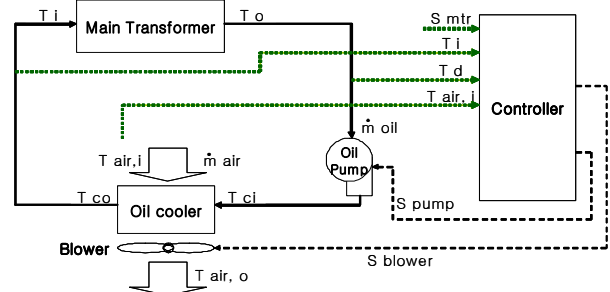 T i
T o
S mtr
Main Transformer
T i
T d
T air, i
Controller
ṁ oil
T air,i
ṁ air
Oil
Pump
T co
T ci
Oil cooler
S pump
Blower
S blower
T air, o